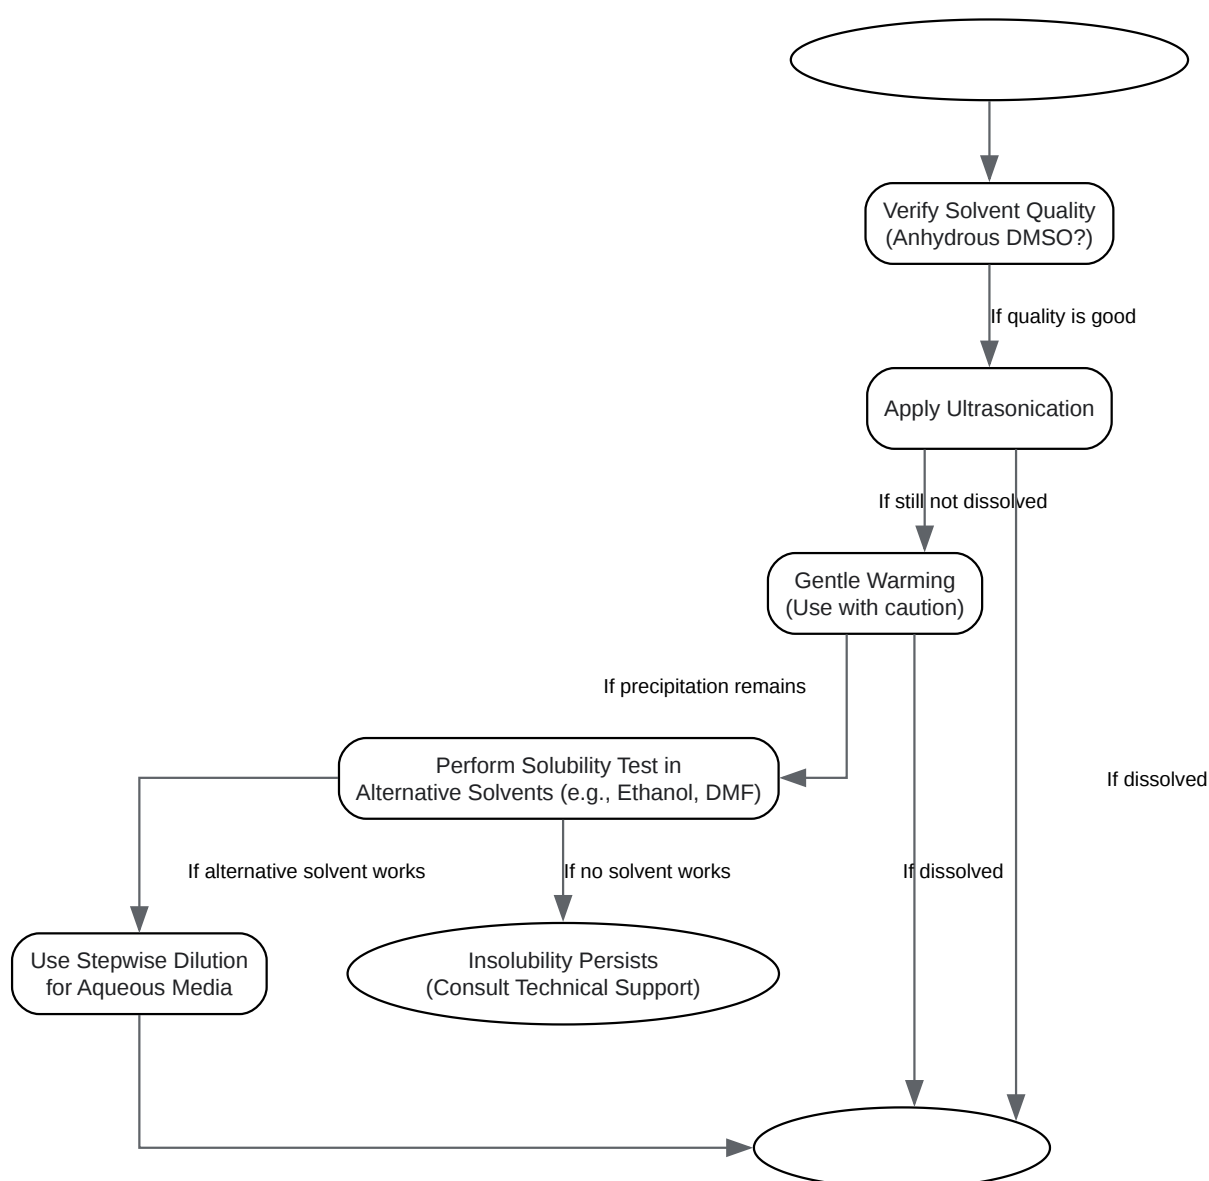 Verify Solvent Quality
(Anhydrous DMSO?)
If quality is good
Apply Ultrasonication
If still not dissolved
Gentle Warming
(Use with caution)
If precipitation remains
Perform Solubility Test in
Alternative Solvents (e.g., Ethanol, DMF)
If dissolved
If alternative solvent works
If no solvent works
If dissolved
Use Stepwise Dilution
for Aqueous Media
Insolubility Persists
(Consult Technical Support)